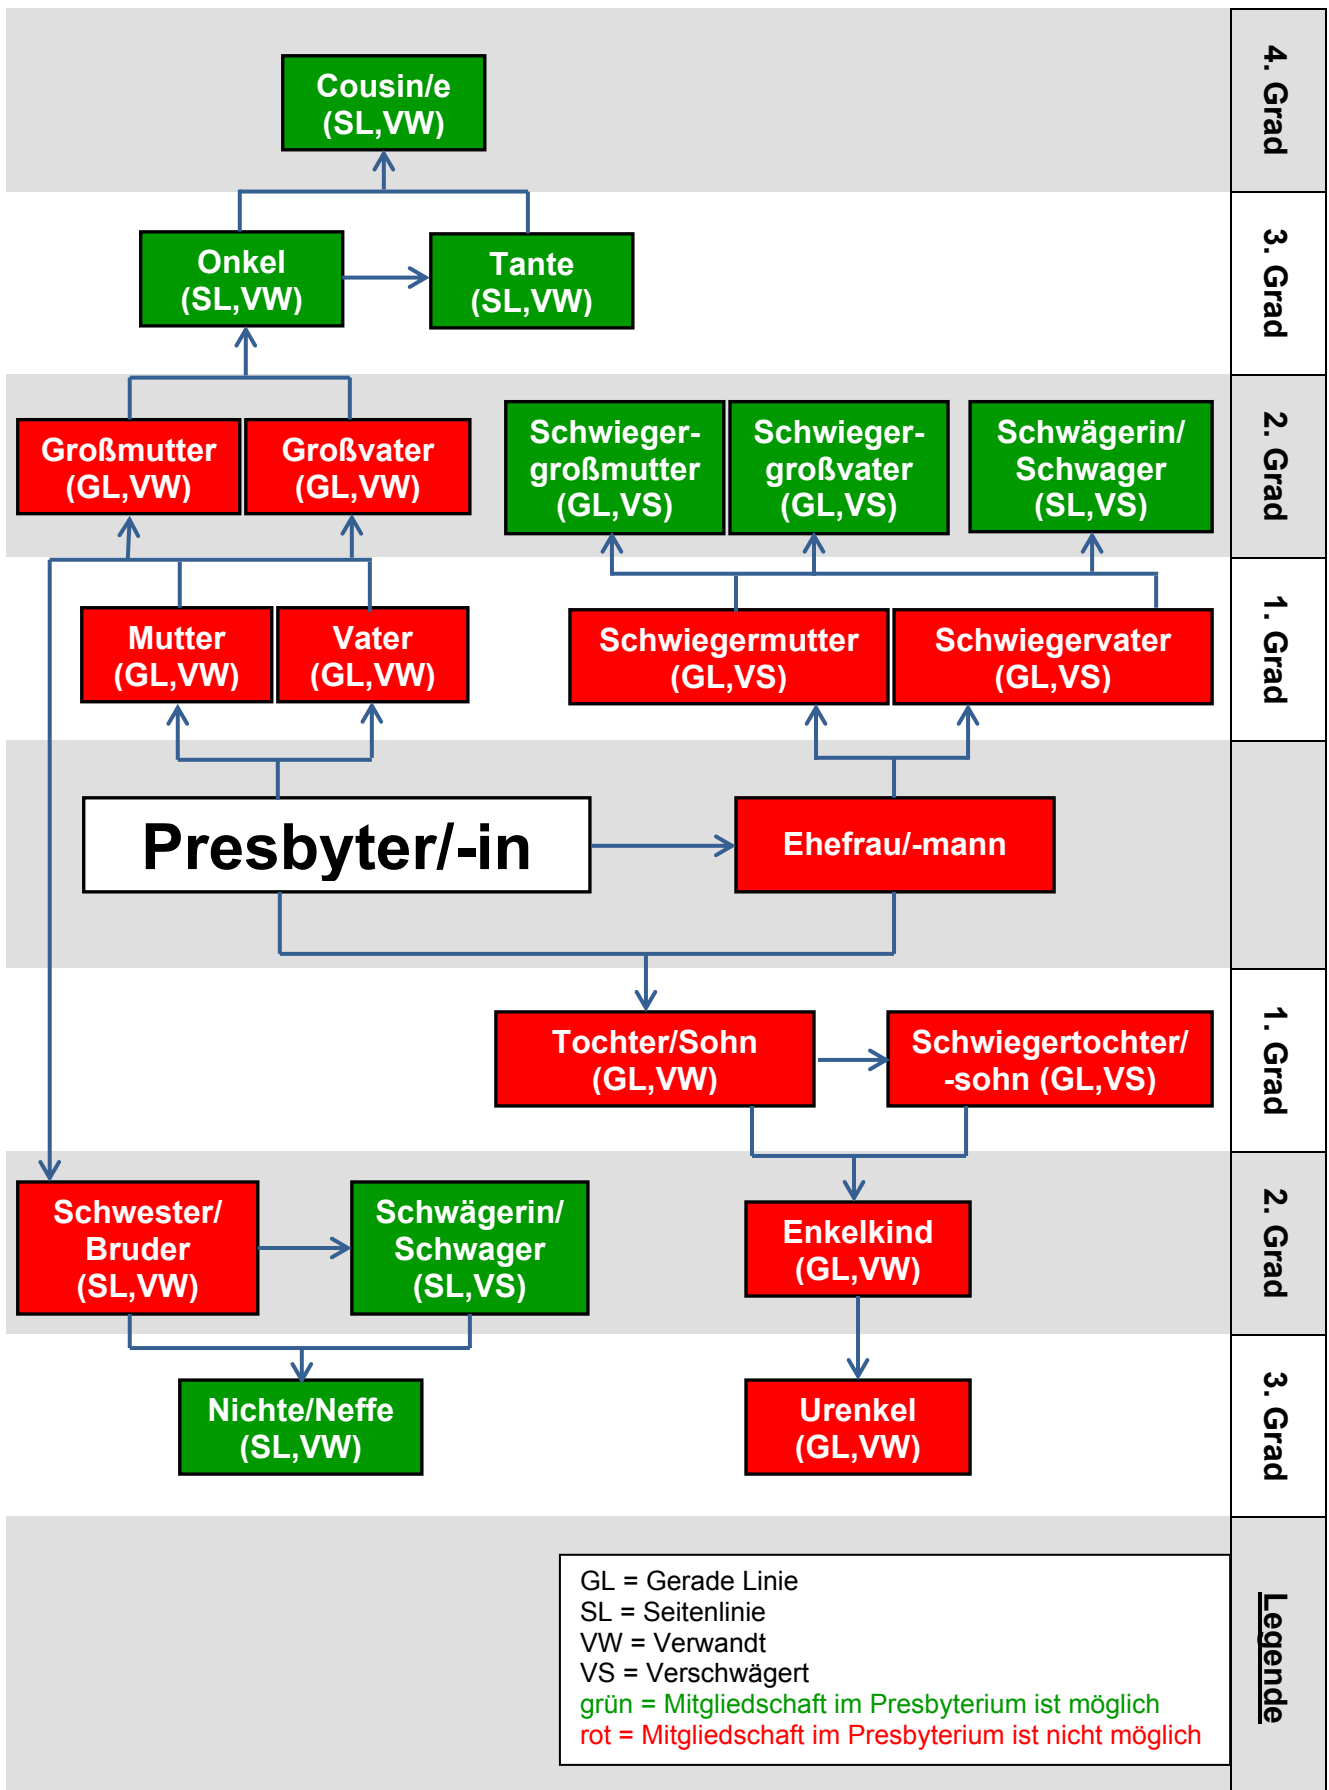 4. Grad
Cousin/e
(SL,VW)
3. Grad
Onkel
(SL,VW)
Tante
(SL,VW)
2. Grad
Großmutter
(GL,VW)
Großvater
(GL,VW)
Schwieger-
großmutter
(GL,VS)
Schwieger-
großvater
(GL,VS)
Schwägerin/
Schwager
(SL,VS)
1. Grad
Mutter
(GL,VW)
Vater
(GL,VW)
Schwiegermutter
(GL,VS)
Schwiegervater
(GL,VS)
Presbyter/-in
Ehefrau/-mann
1. Grad
Tochter/Sohn
(GL,VW)
Schwiegertochter/
-sohn (GL,VS)
2. Grad
Schwester/
Bruder
(SL,VW)
Schwägerin/
Schwager
(SL,VS)
Enkelkind
(GL,VW)
3. Grad
Nichte/Neffe
(SL,VW)
Urenkel
(GL,VW)
Legende
GL = Gerade Linie
SL = Seitenlinie
VW = Verwandt
VS = Verschwägert
grün = Mitgliedschaft im Presbyterium ist möglich
rot = Mitgliedschaft im Presbyterium ist nicht möglich